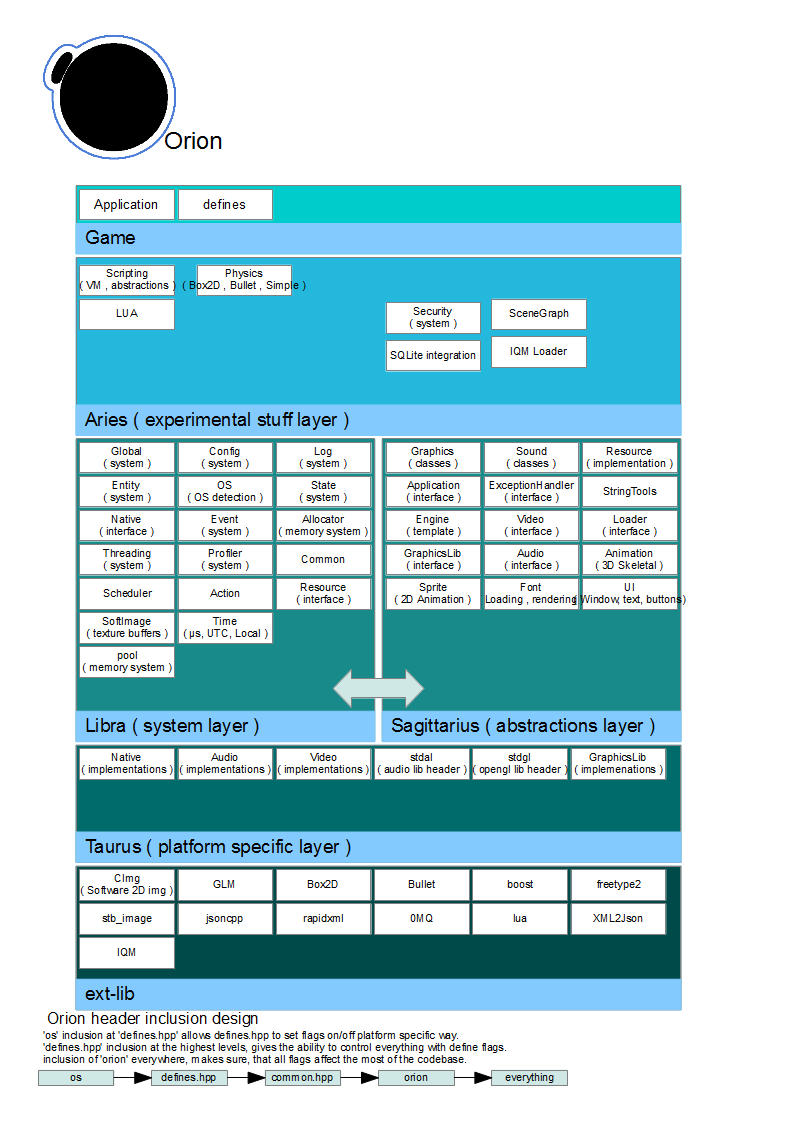 Orion
Application
defines
Game
Scripting
( VM , abstractions )
Physics
( Box2D , Bullet , Simple )
LUA
Security
( system )
SceneGraph
SQLite integration
IQM Loader
Aries ( experimental stuff layer )
Global
( system )
Config
( system )
Log
( system )
Entity
( system )
OS
( OS detection )
State
( system )
Native
( interface )
Event
( system )
Allocator
( memory system )
Threading
( system )
Profiler
( system )
Common
Scheduler
Action
Resource
( interface )
SoftImage
( texture buffers )
Time
( µs, UTC, Local )
pool
( memory system )
Libra ( system layer )
Graphics
( classes )
Sound
( classes )
Resource
( implementation )
Application
( interface )
ExceptionHandler
( interface )
StringTools
Engine
( template )
Video
( interface )
Loader
( interface )
GraphicsLib
( interface )
Audio
( interface )
Animation
( 3D Skeletal )
Sprite
( 2D Animation )
Font
( Loading , rendering )
UI
( Window, text, buttons )
Sagittarius ( abstractions layer )
Native
( implementations )
Audio
( implementations )
Video
( implementations )
stdal
( audio lib header )
stdgl
( opengl lib header )
GraphicsLib
( implemenations )
Taurus ( platform specific layer )
CImg
( Software 2D img )
GLM
Box2D
Bullet
boost
freetype2
stb_image
jsoncpp
rapidxml
0MQ
lua
XML2Json
IQM
ext-lib
Orion header inclusion design
'os' inclusion at 'defines.hpp' allows defines.hpp to set flags on/off platform specific way.
'defines.hpp' inclusion at the highest levels, gives the ability to control everything with define flags.
inclusion of 'orion' everywhere, makes sure, that all flags affect the most of the codebase.
os
defines.hpp
common.hpp
orion
everything